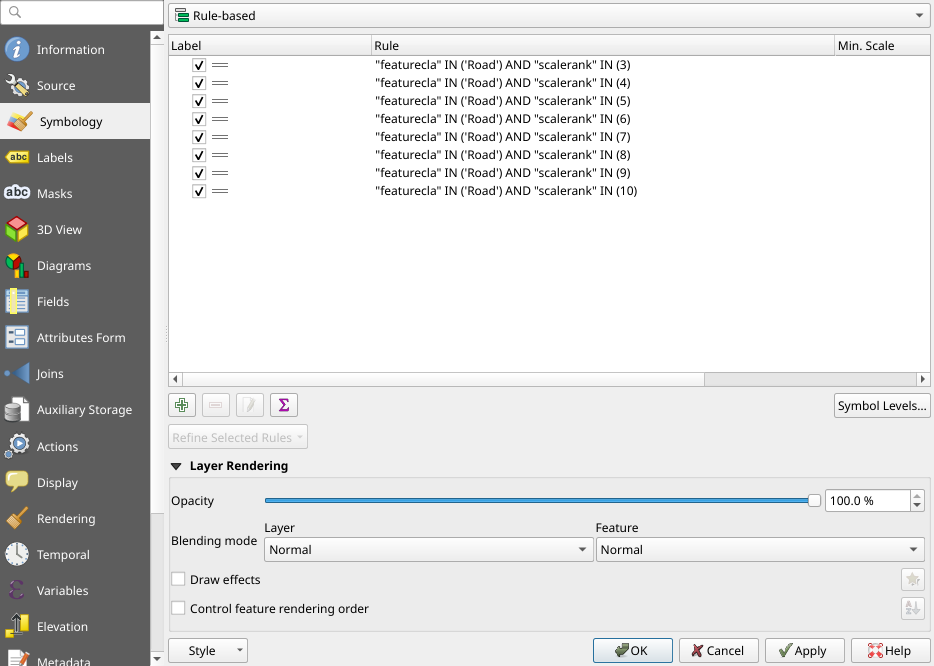 Rule-based
Information
Source
Symbology
abc Labels
abc Masks
3D View
Diagrams
Fields
Attributes Form
Joins
Auxiliary Storage
Actions
Display
Rendering
Temporal
Variables
Elevation
Metadata
Label Rule Min. Scale
"featurecla" IN ('Road') AND "scalerank" IN (3)
"featurecla" IN ('Road') AND "scalerank" IN (4)
"featurecla" IN ('Road') AND "scalerank" IN (5)
"featurecla" IN ('Road') AND "scalerank" IN (6)
"featurecla" IN ('Road') AND "scalerank" IN (7)
"featurecla" IN ('Road') AND "scalerank" IN (8)
"featurecla" IN ('Road') AND "scalerank" IN (9)
"featurecla" IN ('Road') AND "scalerank" IN (10)
Σ Symbol Levels...
Refine Selected Rules
Layer Rendering
Opacity 100.0 %
Layer Feature
Blending mode Normal Normal
Draw effects
Control feature rendering order
Style OK Cancel Apply Help